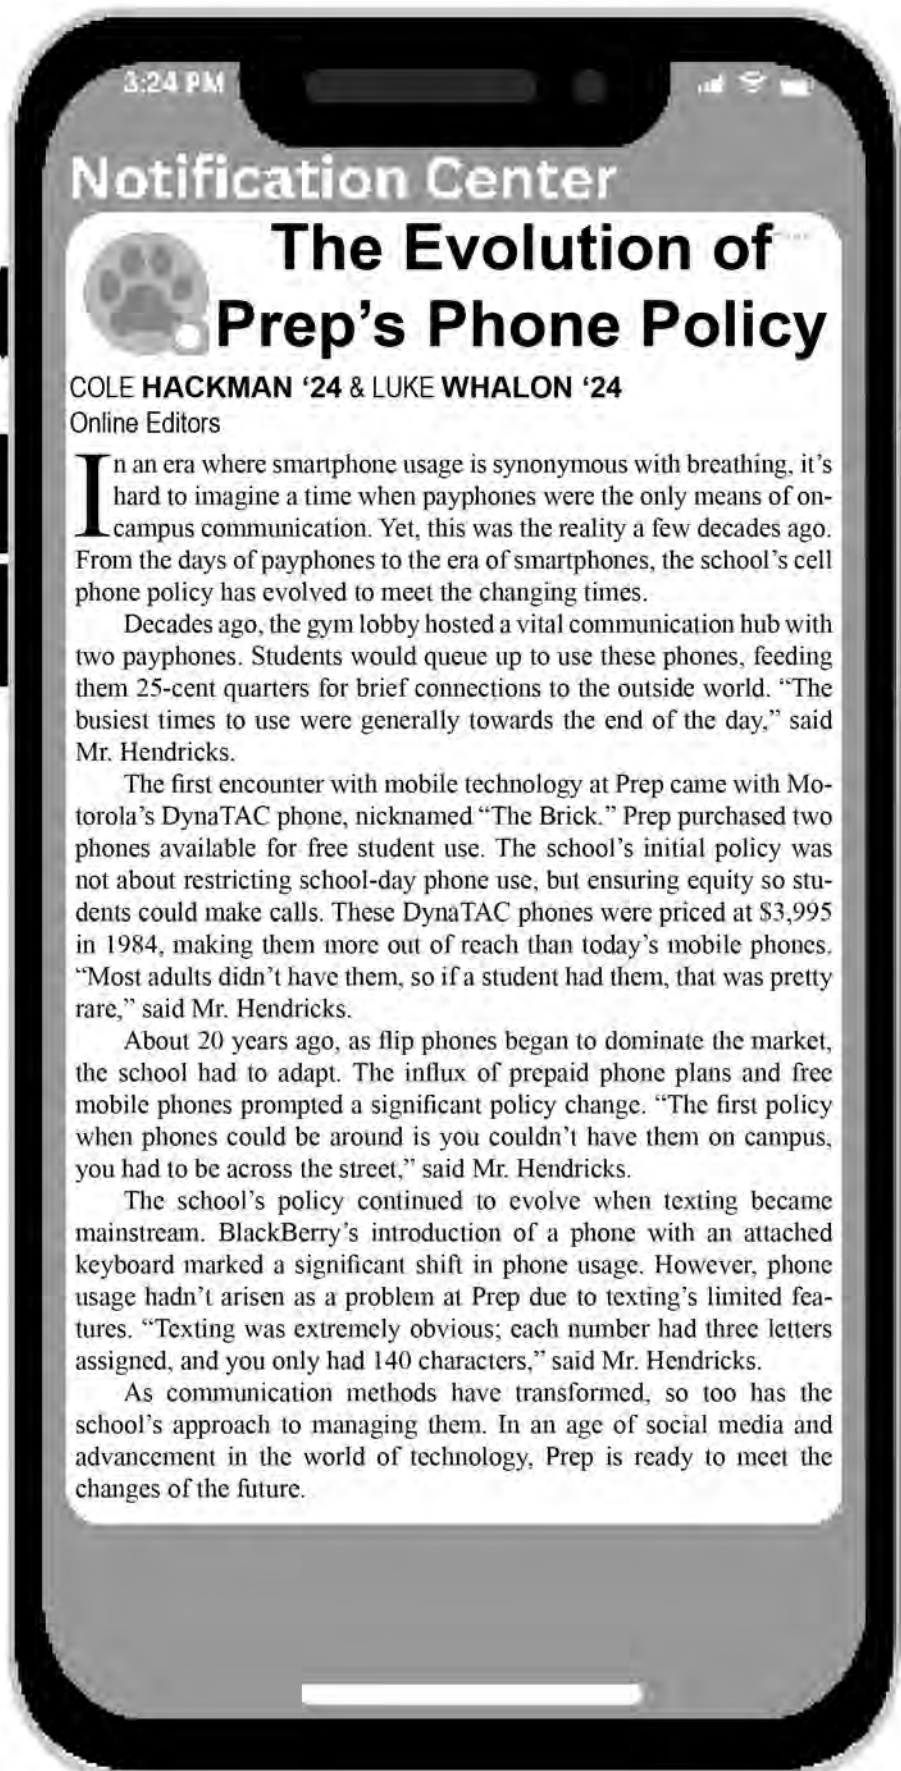 3:24 PM
Notification Center
The Evolution of
Prep's Phone Policy
COLE HACKMAN ‘24 & LUKE WHALON ‘24
Online Editors
In an era where smartphone usage is synonymous with breathing, it's
hard to imagine a time when payphones were the only means of on-
campus communication. Yet, this was the reality a few decades ago.
From the days of payphones to the era of smartphones, the school's cell
phone policy has evolved to meet the changing times.
Decades ago, the gym lobby hosted a vital communication hub with
two payphones. Students would queue up to use these phones, feeding
them 25-cent quarters for brief connections to the outside world. “The
busiest times to use were generally towards the end of the day,” said
Mr. Hendricks.
The first encounter with mobile technology at Prep came with Mo-
torola's DynaTAC phone, nicknamed “The Brick.” Prep purchased two
phones available for free student use. The school's initial policy was
not about restricting school-day phone use, but ensuring equity so stu-
dents could make calls. These DynaTAC phones were priced at $3,995
in 1984, making them more out of reach than today's mobile phones.
“Most adults didn't have them, so if a student had them, that was pretty
rare,” said Mr. Hendricks.
About 20 years ago, as flip phones began to dominate the market,
the school had to adapt. The influx of prepaid phone plans and free
mobile phones prompted a significant policy change. “The first policy
when phones could be around is you couldn't have them on campus,
you had to be across the street,” said Mr. Hendricks.
The school's policy continued to evolve when texting became
mainstream. BlackBerry's introduction of a phone with an attached
keyboard marked a significant shift in phone usage. However, phone
usage hadn't arisen as a problem at Prep due to texting's limited fea-
tures. “Texting was extremely obvious; each number had three letters
assigned, and you only had 140 characters,” said Mr. Hendricks.
As communication methods have transformed, so too has the
school's approach to managing them. In an age of social media and
advancement in the world of technology, Prep is ready to meet the
changes of the future.